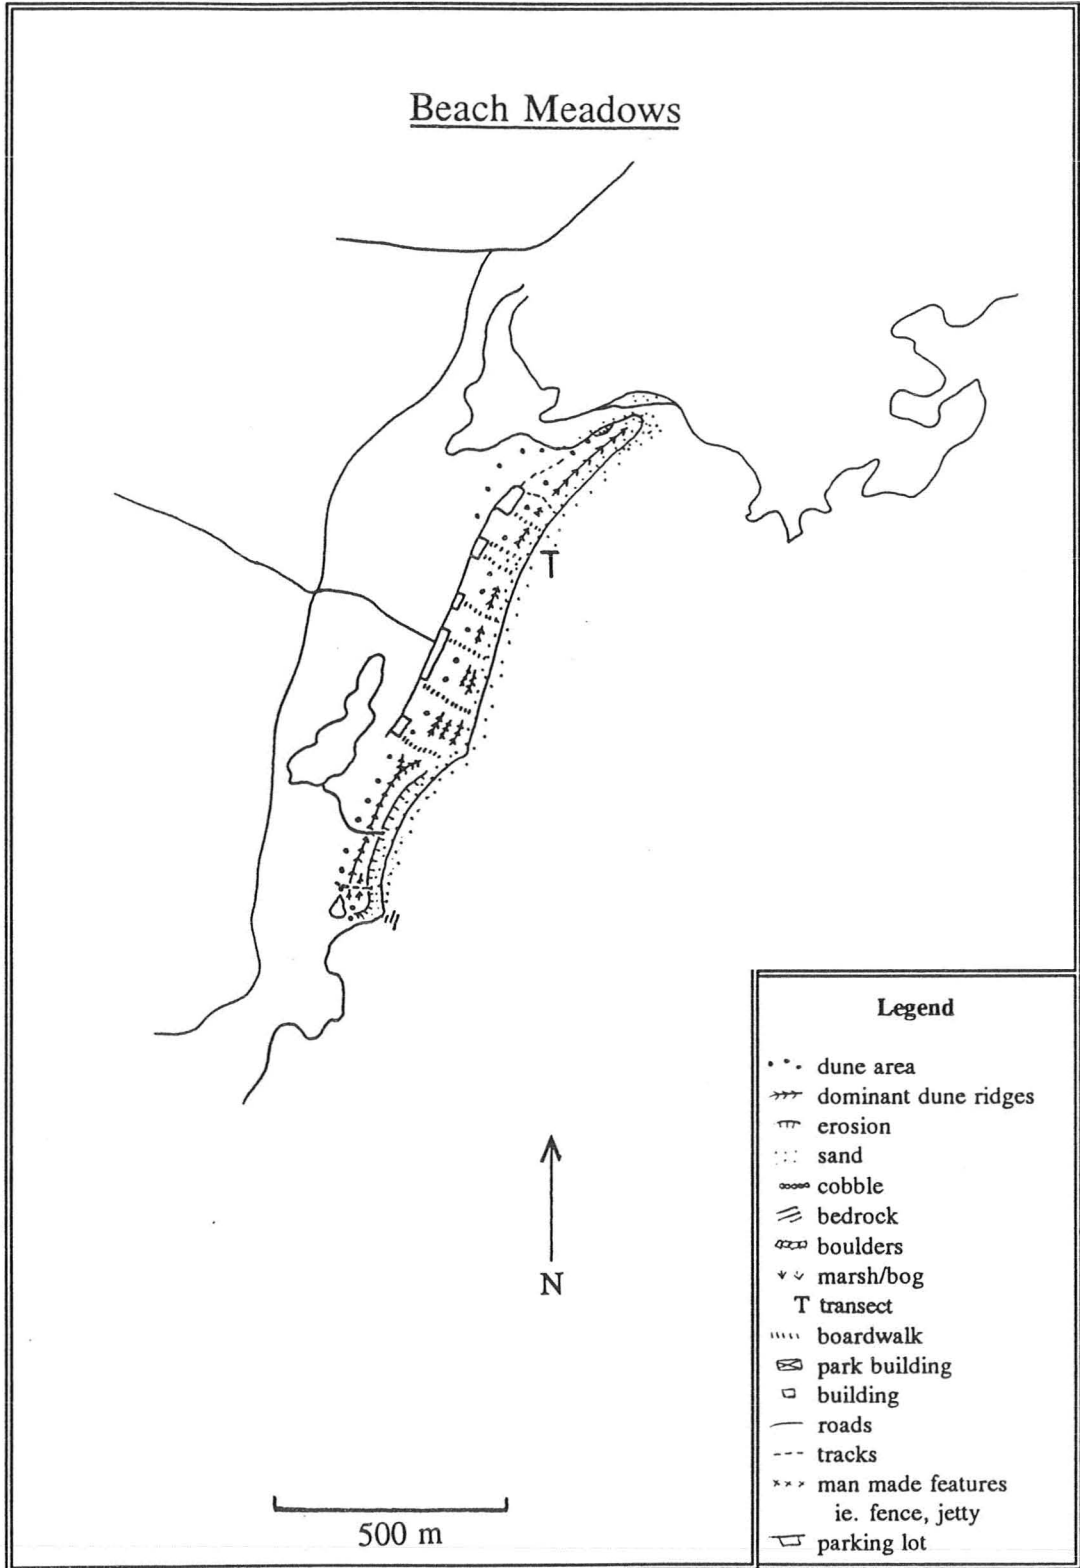 Beach Meadows
T
N
500 m
Legend
dune area
dominant dune ridges
erosion
sand
cobble
bedrock
boulders
marsh/bog
T transect
boardwalk
park building
building
roads
tracks
man made features
ie. fence, jetty
parking lot